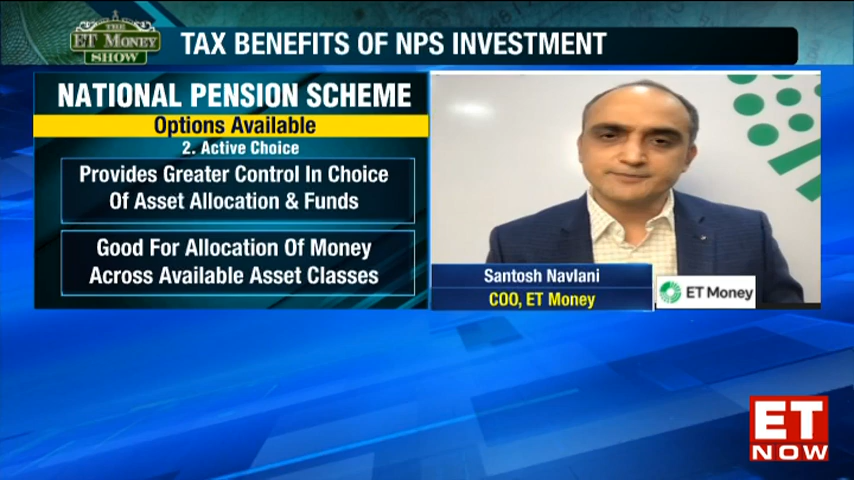 THE
ET MONEY
SHOW
TAX BENEFITS OF NPS INVESTMENT
NATIONAL PENSION SCHEME
Options Available
2. Active Choice
Provides Greater Control In Choice
Of Asset Allocation & Funds
Good For Allocation Of Money
Across Available Asset Classes
Santosh Navlani
COO, ET Money
ET Money
ET
NOW